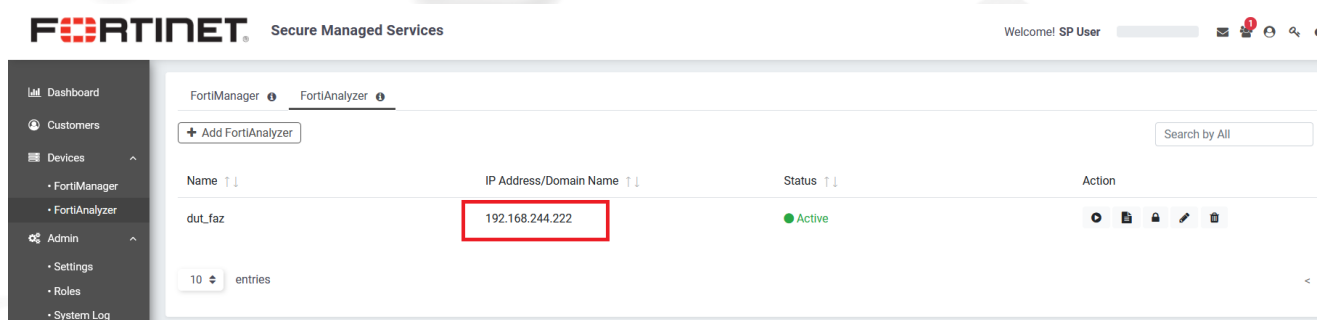 FORTINET® Secure Managed Services
Welcome! SP User
1
Dashboard
Customers
Devices
• FortiManager
• FortiAnalyzer
Admin
• Settings
• Roles
• System Log
FortiManager
FortiAnalyzer
+ Add FortiAnalyzer
Search by All
Name ↑↓ IP Address/Domain Name ↑↓ Status ↑↓ Action
dut_faz 192.168.244.222 Active
10 entries
<